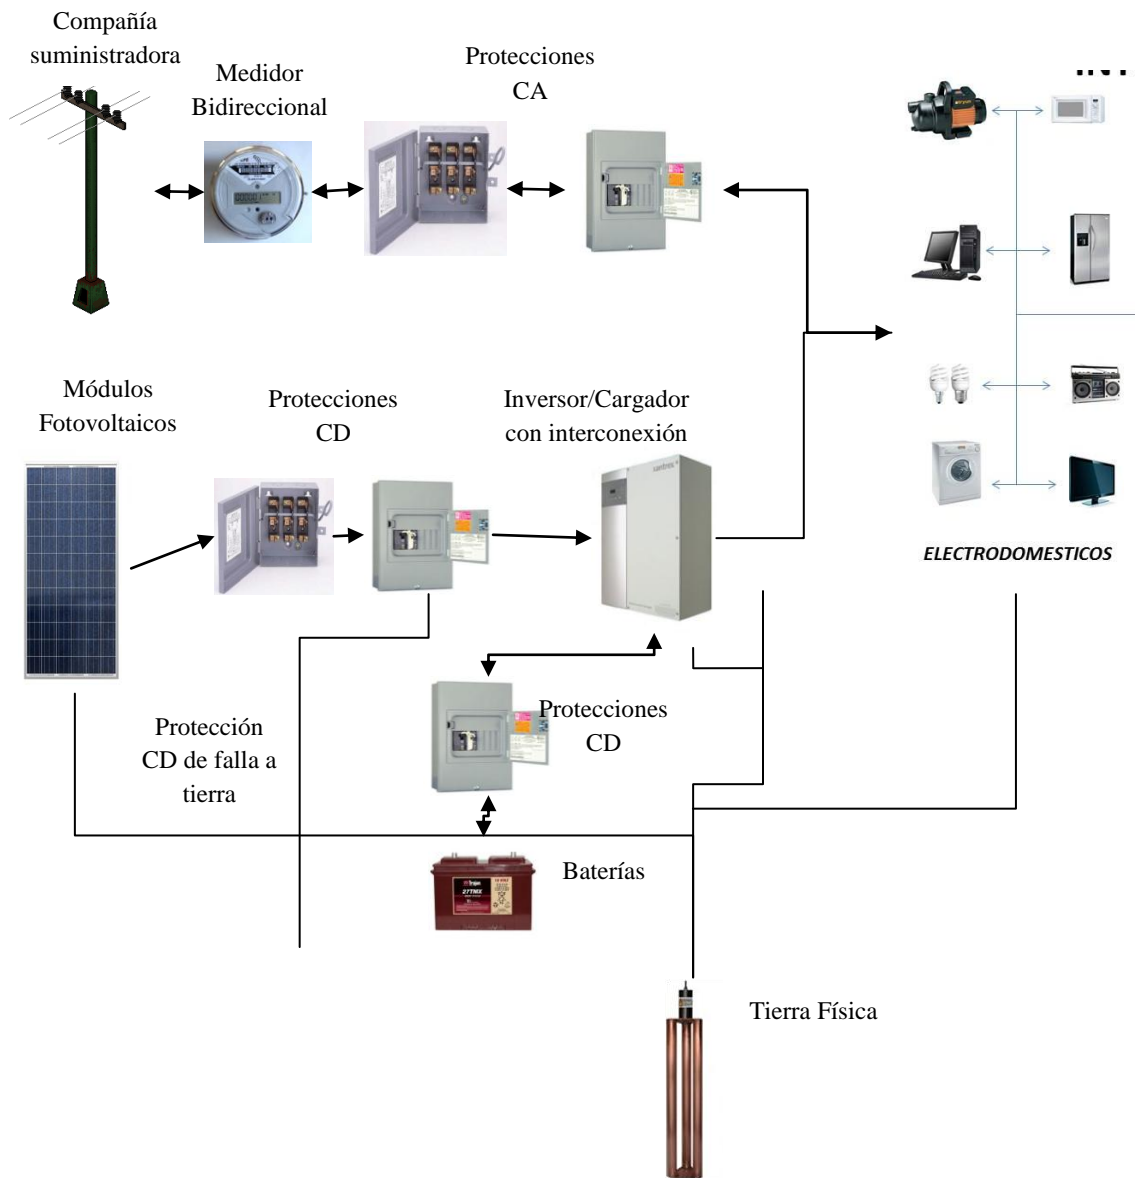 Compañía
suministradora
Medidor
Bidireccional
Protecciones
CA
Módulos
Fotovoltaicos
Protecciones
CD
Inversor/Cargador
con interconexión
ELECTRODOMESTICOS
Protección
CD de falla a
tierra
Protecciones
CD
Baterías
27TMX
Tierra Física